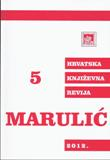 HRVATSKA
KNJIŽEVNA
REVIJA
5
MARULIĆ
2012.